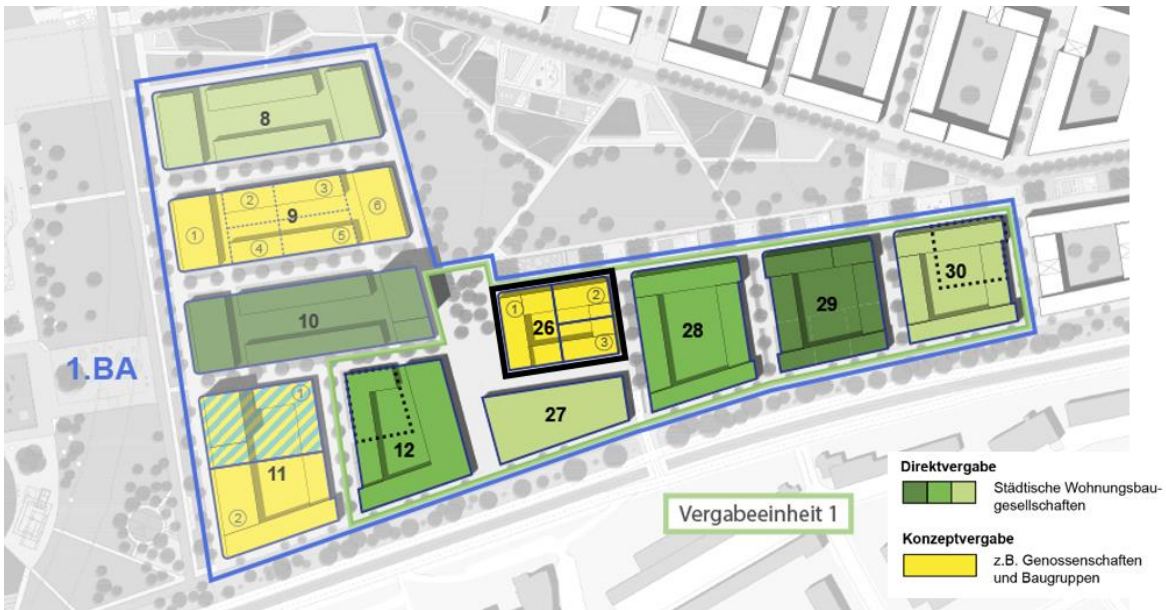 8
② ③
9
① ⑥
④ ⑤
10
1.BA
① ②
26
③
30
29
28
①
27
12
11
②
Vergabeeinheit 1
Direktvergabe
Städtische Wohnungsbau-
gesellschaften
Konzeptvergabe
z.B. Genossenschaften
und Baugruppen